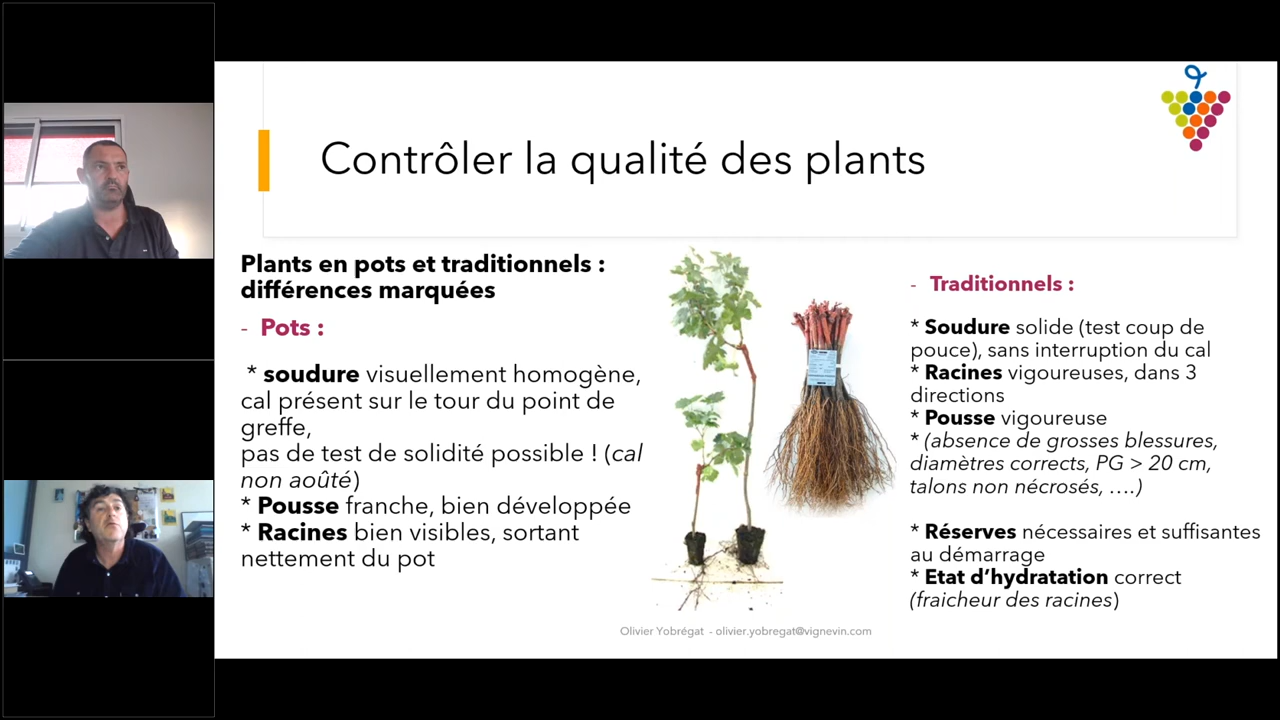 Contrôler la qualité des plants
Plants en pots et traditionnels :
différences marquées
- Pots :
* soudure visuellement homogène,
cal présent sur le tour du point de
greffe,
pas de test de solidité possible ! (cal
non aoûté)
* Pousse franche, bien développée
* Racines bien visibles, sortant
nettement du pot
- Traditionnels :
* Soudure solide (test coup de
pouce), sans interruption du cal
* Racines vigoureuses, dans 3
directions
* Pousse vigoureuse
* (absence de grosses blessures,
diamètres corrects, PG > 20 cm,
talons non nécrosés, ….)
* Réserves nécessaires et suffisantes
au démarrage
* Etat d’hydratation correct
(fraicheur des racines)
Olivier Yobrégat - olivier.yobregat@vignevin.com